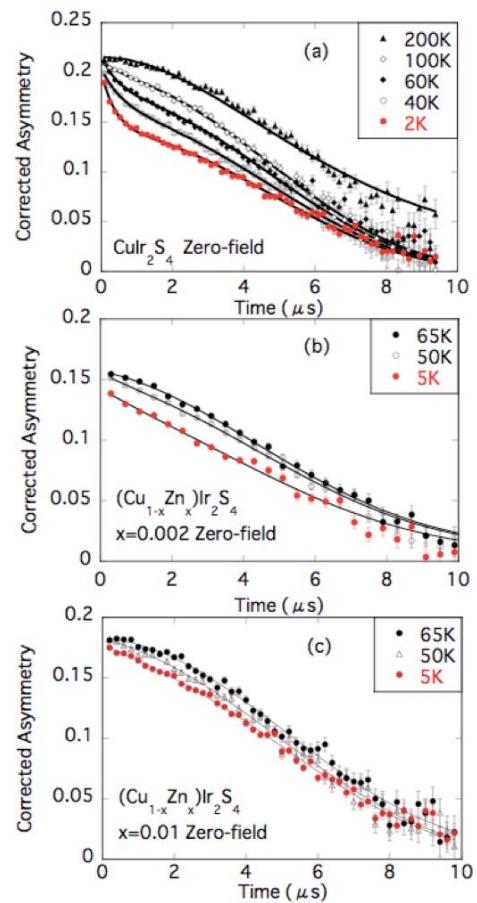 (a)
200K
100K
60K
40K
2K
0.25
0.2
0.15
0.1
0.05
0
Corrected Asymmetry
CuIr₂S₄ Zero-field
0 2 4 6 8 10
Time (μs)
(b)
65K
50K
5K
0.2
0.15
0.1
0.05
0
Corrected Asymmetry
(Cu₁₋ₓZnₓ)Ir₂S₄
x=0.002 Zero-field
0 2 4 6 8 10
Time (μs)
(c)
65K
50K
5K
0.2
0.15
0.1
0.05
0
Corrected Asymmetry
(Cu₁₋ₓZnₓ)Ir₂S₄
x=0.01 Zero-field
0 2 4 6 8 10
Time (μs)